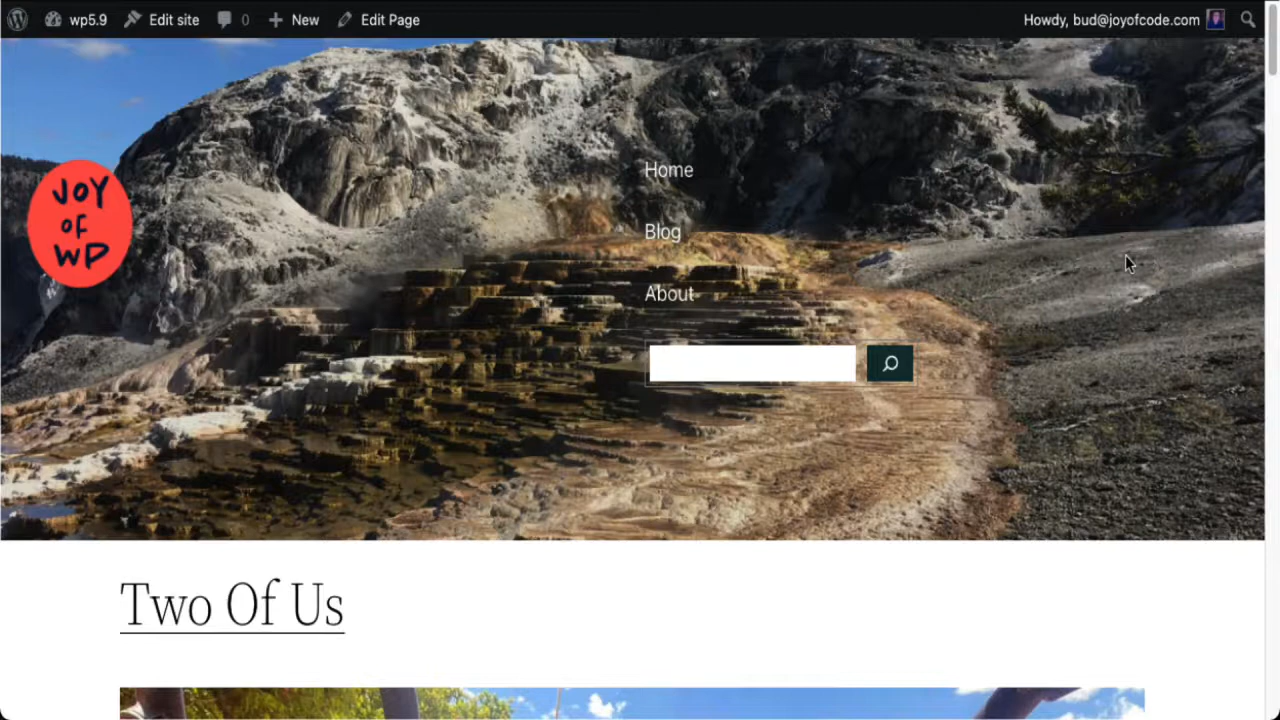 wp5.9 Edit site 0 New Edit Page Howdy, bud@joyofcode.com
JOY
OF
WP
Home
Blog
About
Two Of Us